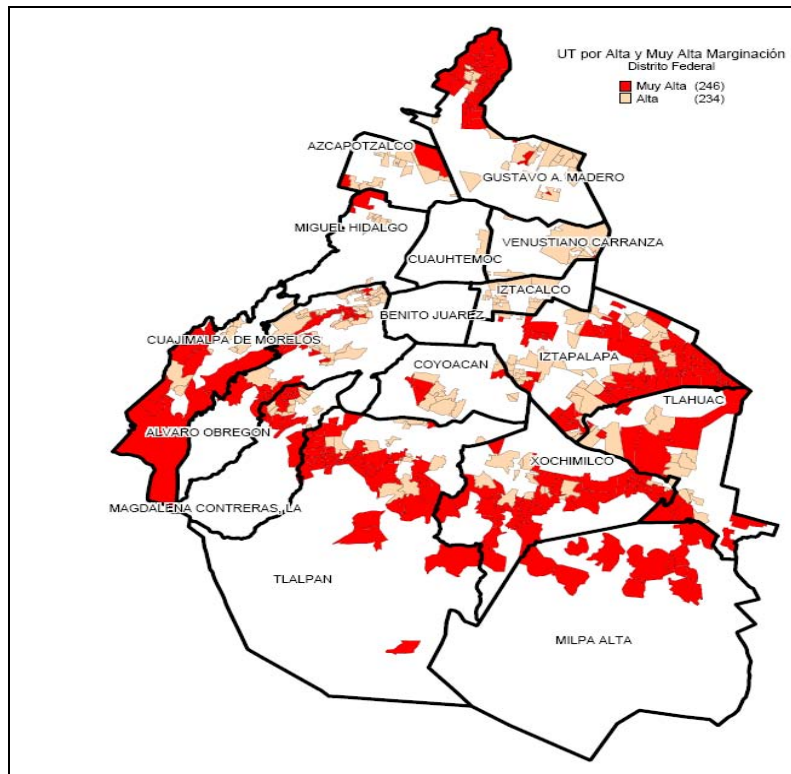 UT por Alta y Muy Alta Marginación
Distrito Federal
Muy Alta (246)
Alta (234)
AZCAPOTZALCO
GUSTAVO A. MADERO
MIGUEL HIDALGO
VENUSTIANO CARRANZA
CUAUHTEMOC
IZTACALCO
BENITO JUAREZ
CUAJIMALPA DE MORELOS
IZTAPALAPA
COYOACAN
TLAHUAC
ALVARO OBREGON
XOCHIMILCO
MAGDALENA CONTRERAS, LA
TLALPAN
MILPA ALTA